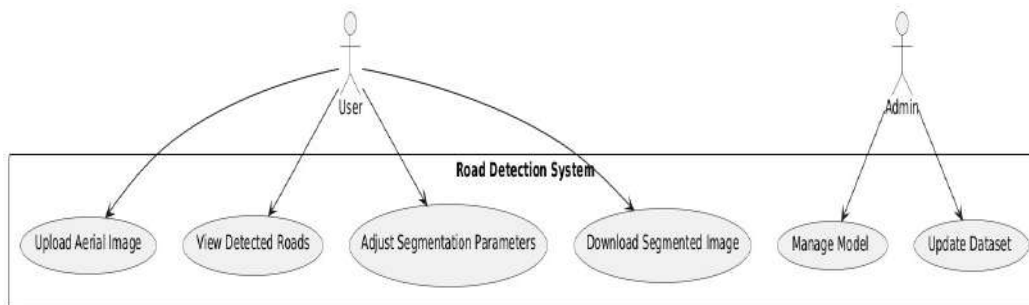 User
Admin
Road Detection System
Upload Aerial Image
View Detected Roads
Adjust Segmentation Parameters
Download Segmented Image
Manage Model
Update Dataset